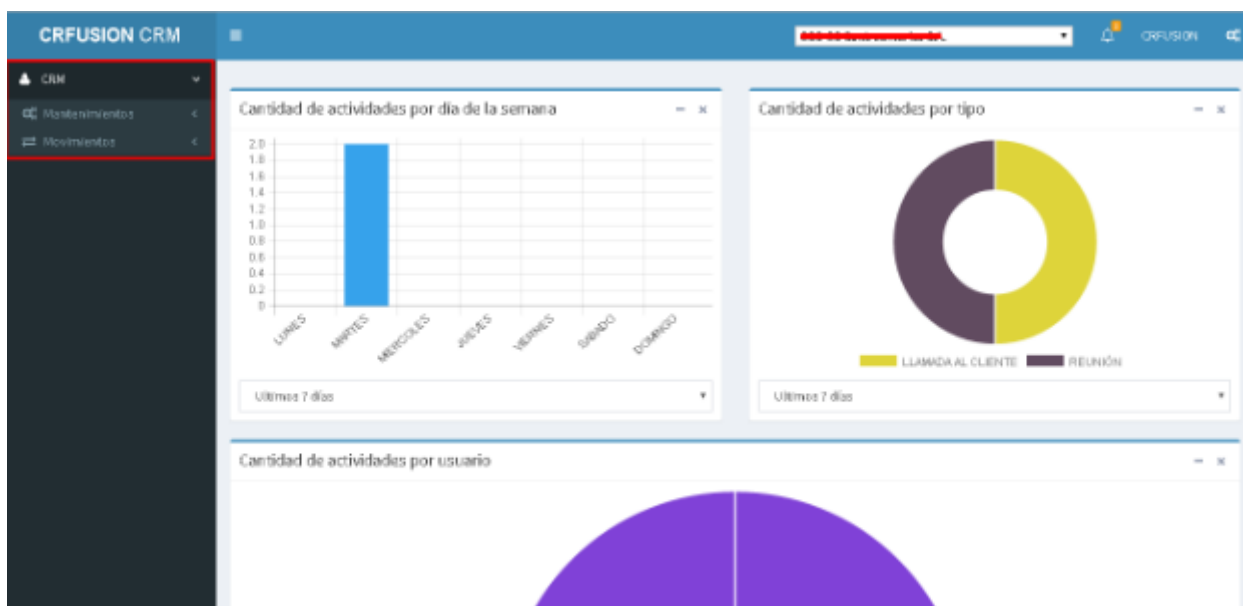 CRFUSION CRM
CRFUSION
CRM
Mantenimientos
Movimientos
Cantidad de actividades por día de la semana
2.0
1.8
1.6
1.4
1.2
1.0
0.8
0.6
0.4
0.2
0
LUNES
MARTES
MIERCOLES
JUEVES
VIERNES
SABADO
DOMINGO
Ultimos 7 días
Cantidad de actividades por tipo
LLAMADA AL CLIENTE
REUNIÓN
Ultimos 7 días
Cantidad de actividades por usuario